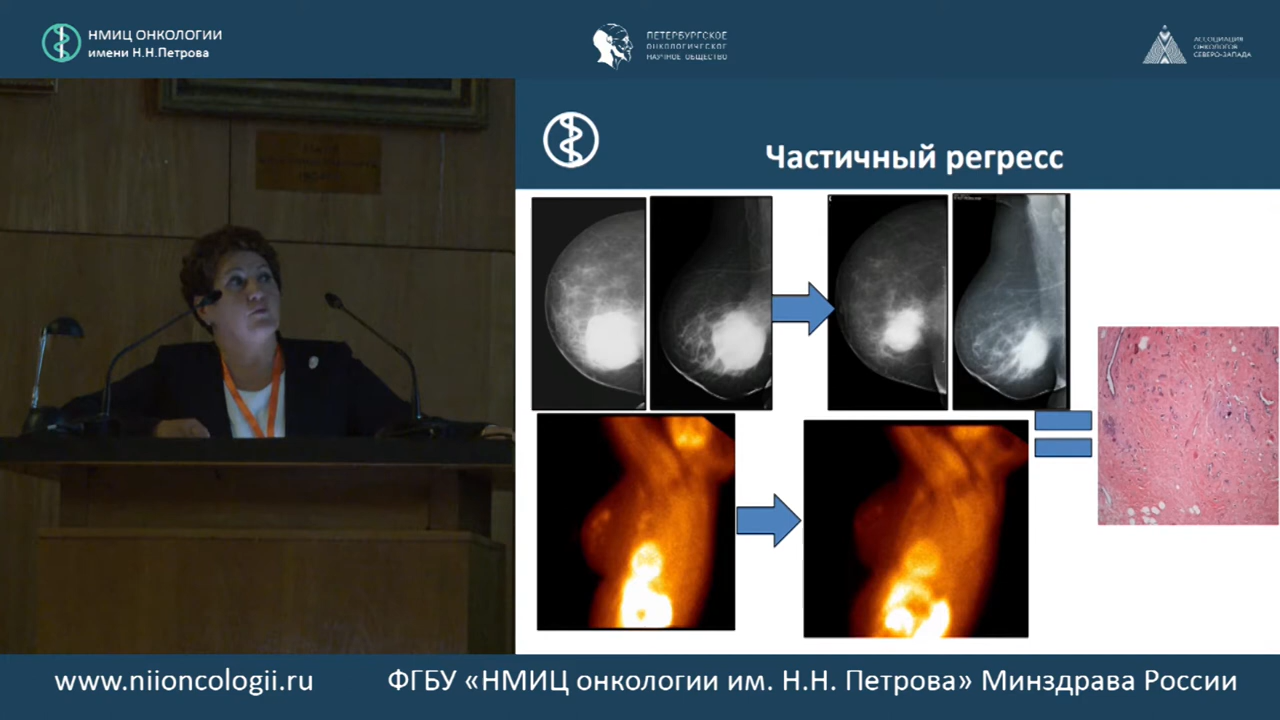 НМИЦ ОНКОЛОГИИ
имени Н.Н.Петрова
ПЕТЕРБУРГСКОЕ
ОНКОЛОГИЧЕСКОЕ
НАУЧНОЕ ОБЩЕСТВО
АССОЦИАЦИЯ
ОНКОЛОГОВ
СЕВЕРО-ЗАПАДА
Частичный регресс
www.niioncologii.ru
ФГБУ «НМИЦ онкологии им. Н.Н. Петрова» Минздрава России